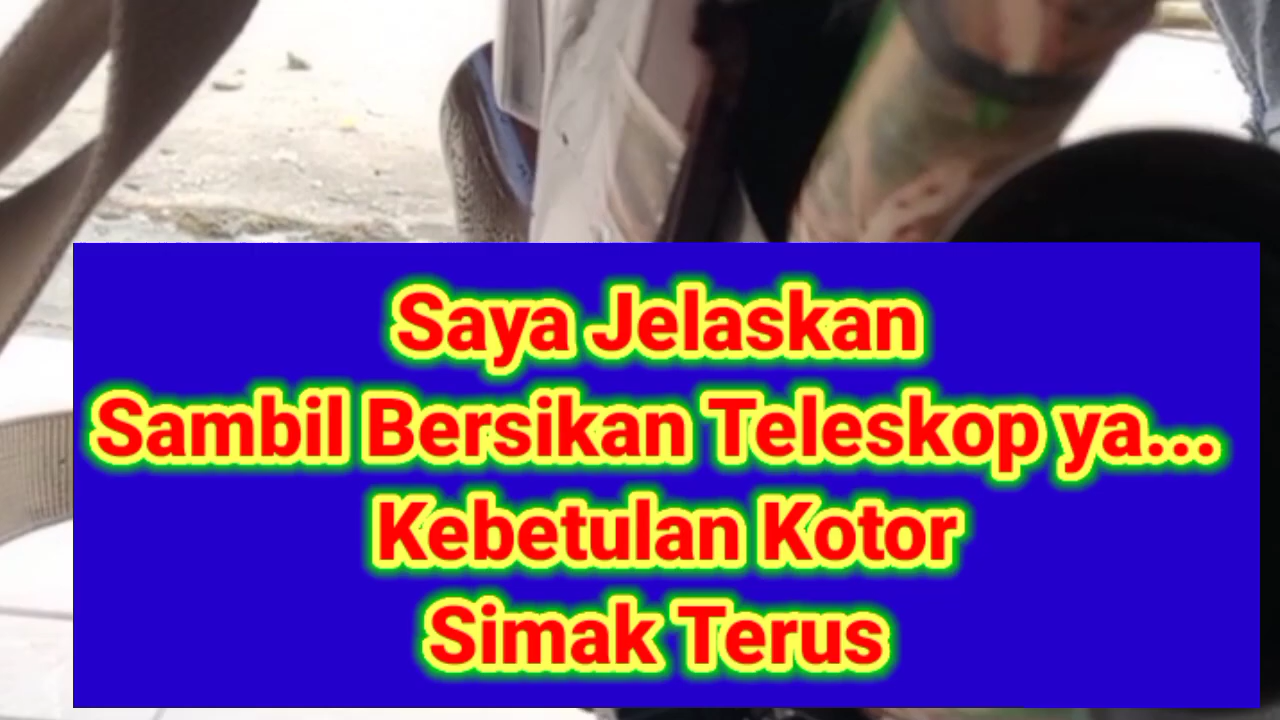 Saya Jelaskan
Sambil Bersikan Teleskop ya...
Kebetulan Kotor
Simak Terus